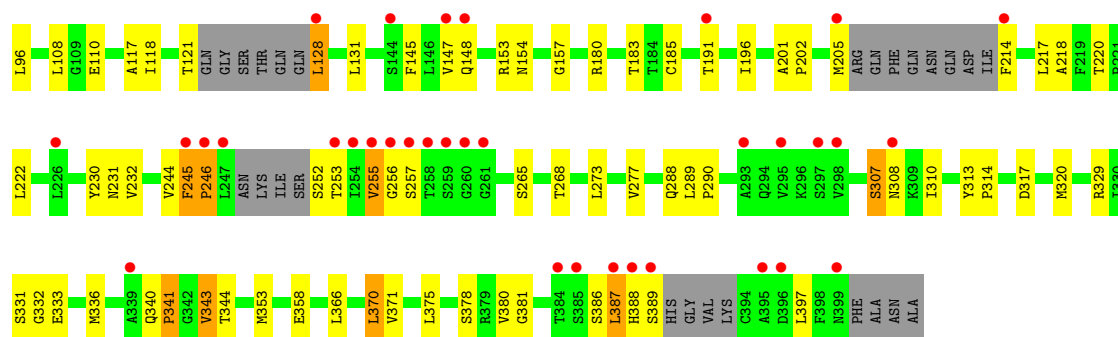 L96 L108 G109 E110 A117 I118 T121 GLN GLY SER THR GLN GLN L128 L131 S144 F145 L146 V147 Q148 R153 N154 G157 R180 T183 T184 C185 T191 I196 A201 P202 M205 ARG GLN PHE GLN ASN GLN ASP ILE F214 L217 A218 F219 T220 P221
L222 L226 Y230 N231 V232 V244 F245 P246 L247 ASN LYS ILE SER S252 T253 I254 V255 G256 S257 T258 S259 G260 G261 S265 T268 L273 V277 Q288 L289 P290 A293 Q294 V295 K296 S297 V298 S307 N308 K309 I310 Y313 P314 D317 M320 R329 I330
S331 G332 E333 M336 A339 Q340 P341 G342 V343 T344 M353 E358 L366 L370 V371 L375 S378 R379 V380 G381 T384 S385 S386 L387 H388 S389 HIS GLY VAL LYS C394 A395 D396 L397 F398 N399 PHE ALA ASN ALA